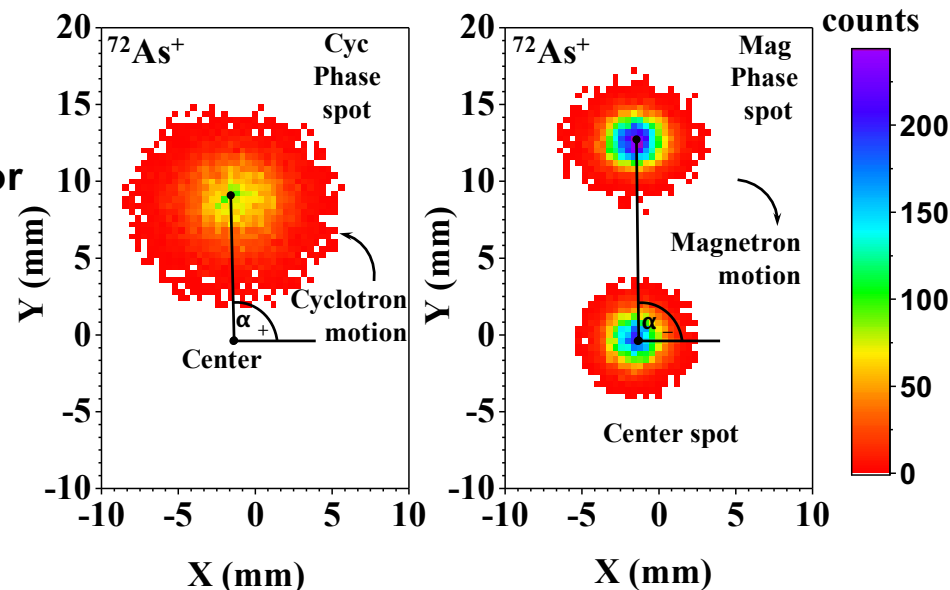 counts
20
15
10
5
0
-5
-10
Y (mm)
-10
-5
0
5
10
X (mm)
72As+
Cyc
Phase
spot
Cyclotron
motion
α+
Center
or
20
15
10
5
0
-5
-10
Y (mm)
-10
-5
0
5
10
X (mm)
72As+
Mag
Phase
spot
Magnetron
motion
α−
Center spot
200
150
100
50
0